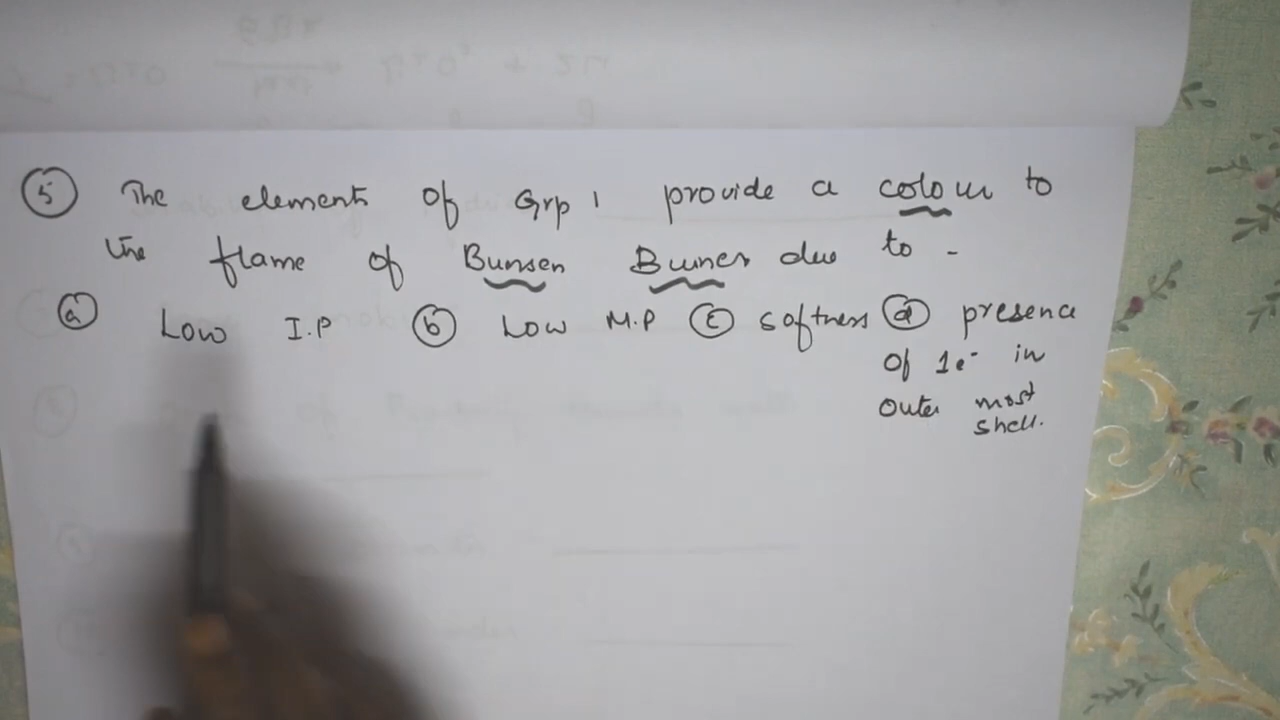 5 The element of Grp 1 provide a colour to
the flame of Bunsen Burner due to -
a Low I.P b Low M.P c softness d presence
of 1e⁻ in
outer most
shell.